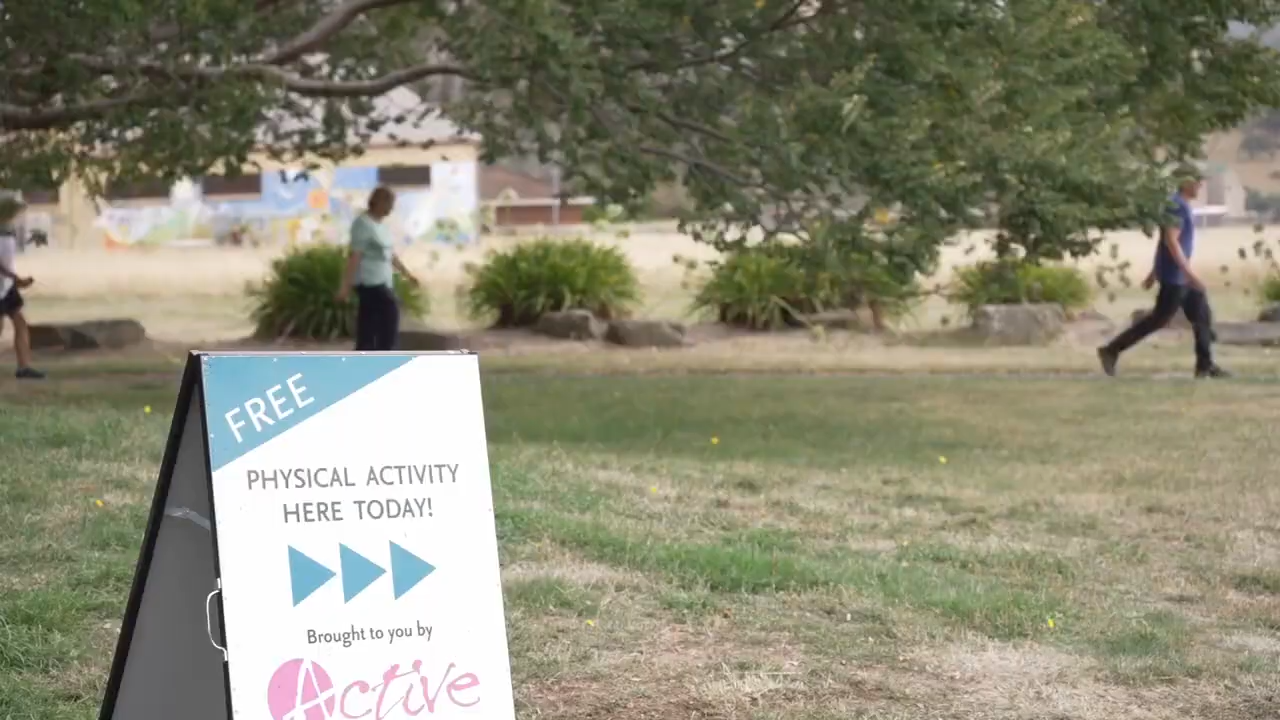 FREE
PHYSICAL ACTIVITY
HERE TODAY!
Brought to you by
Active